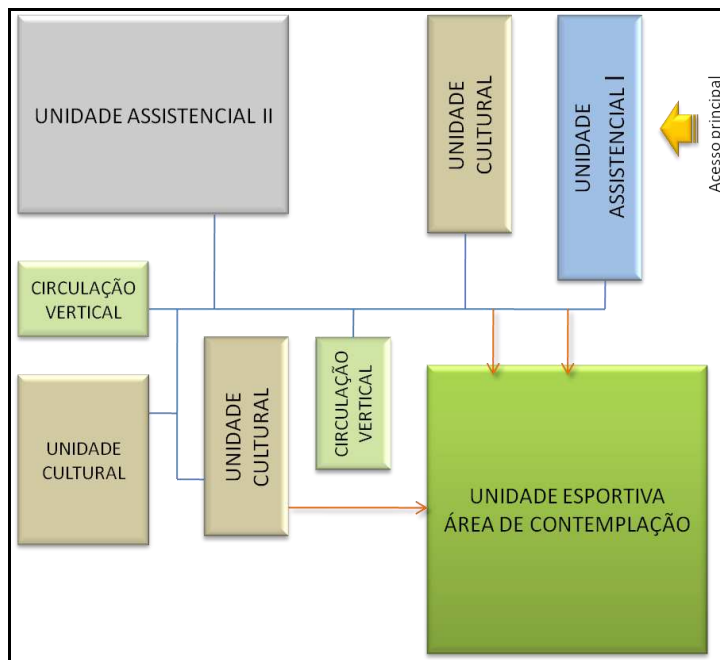 UNIDADE ASSISTENCIAL II
UNIDADE
CULTURAL
UNIDADE
ASSISTENCIAL I
Acesso principal
CIRCULAÇÃO
VERTICAL
UNIDADE
CULTURAL
UNIDADE
CULTURAL
CIRCULAÇÃO
VERTICAL
UNIDADE ESPORTIVA
ÁREA DE CONTEMPLAÇÃO